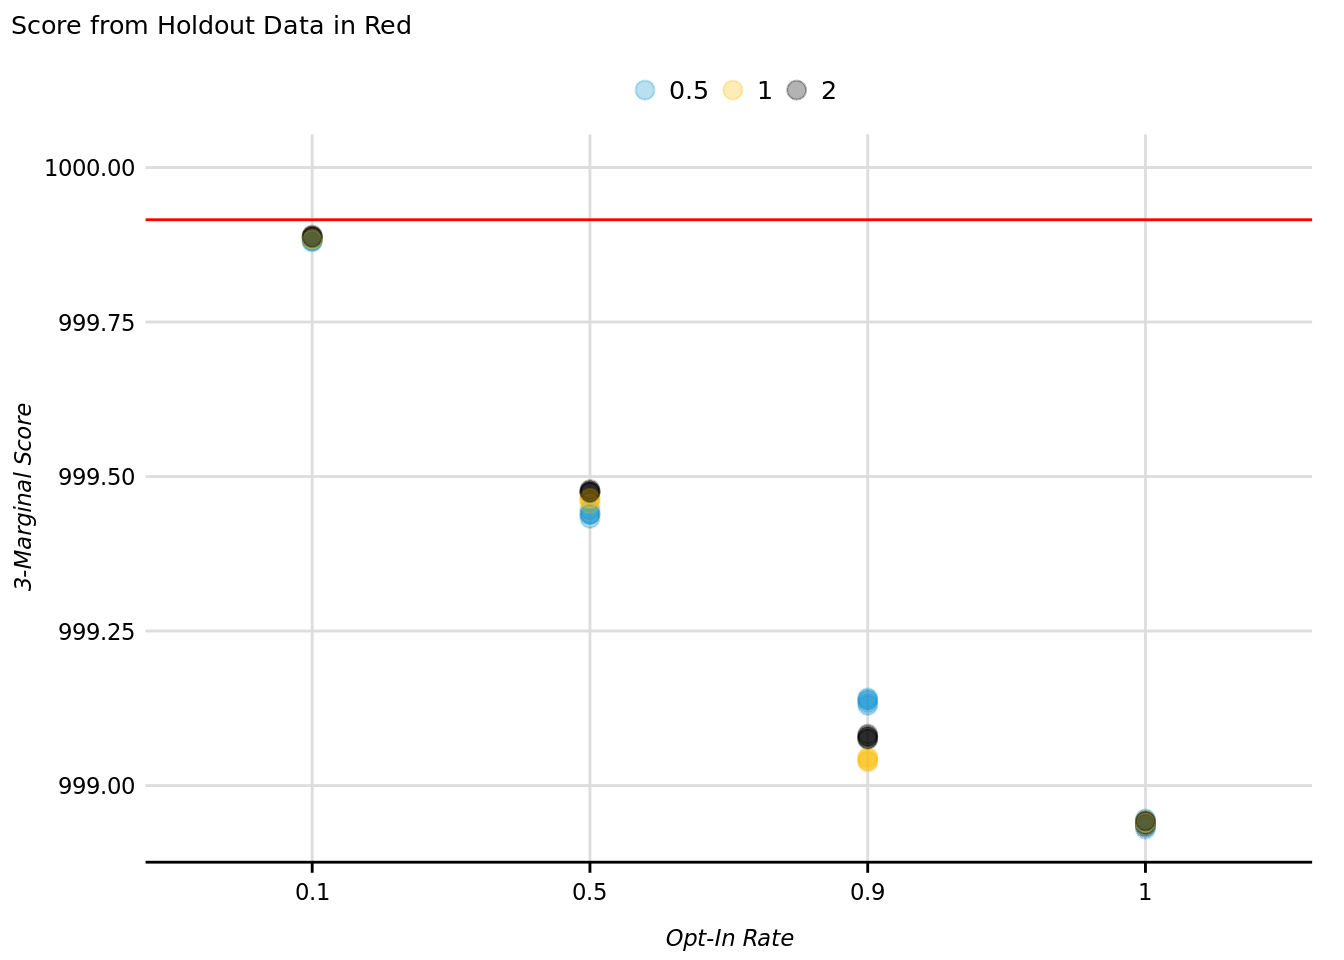 Score from Holdout Data in Red
0.5 1 2
1000.00
999.75
999.50
999.25
999.00
3-Marginal Score
0.1 0.5 0.9 1
Opt-In Rate